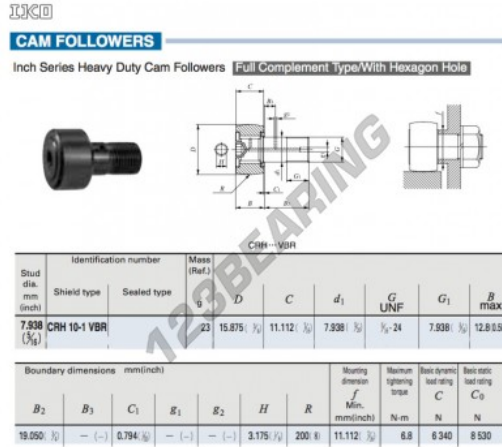 IKO
CAM FOLLOWERS
Inch Series Heavy Duty Cam Followers Full Complement Type/With Hexagon Hole
CRH···VBR
123BEARING
Stud dia. mm (inch) Identification number Shield type Sealed type Mass (Ref.) g D C d1 G UNF G1 B max
7.938 CRH 10-1 VBR 23 15.875 11.112 7.938 -24 7.938 12.8
Boundary dimensions mm(inch) Mounting dimension f Min. mm(inch) Maximum tightening torque N-m Basic dynamic load rating C N Basic static load rating C0 N
B2 B3 C1 g1 g2 H R
19.050 — (—) 0.794 — (—) — (—) 3.175 200 11.112 6.8 6 340 8 530